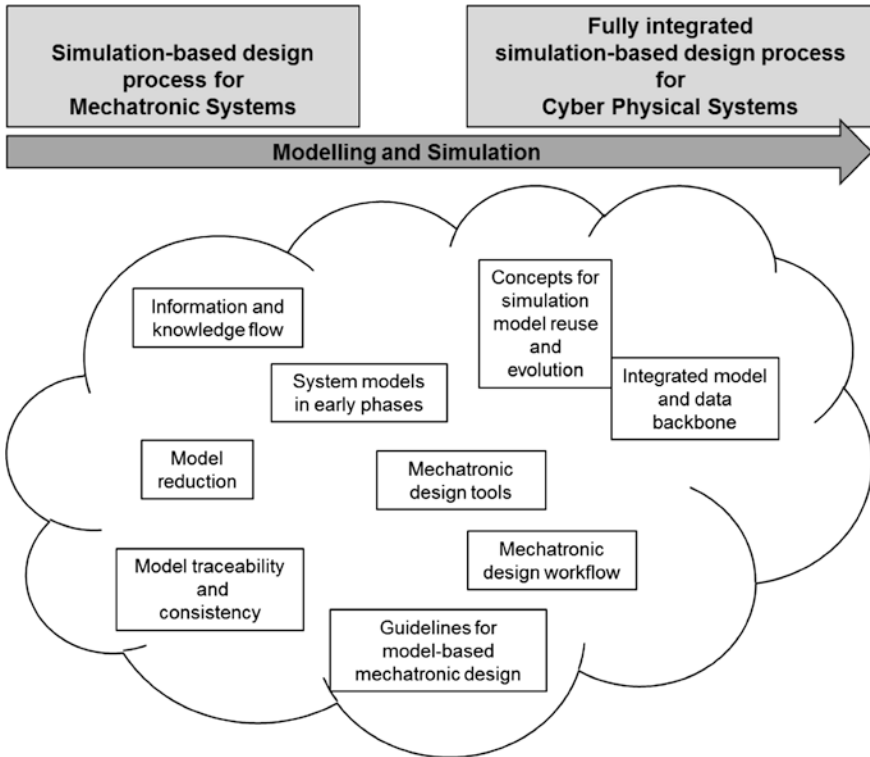 Simulation-based design
process for
Mechatronic Systems
Fully integrated
simulation-based design process
for
Cyber Physical Systems
Modelling and Simulation
Information and
knowledge flow
Concepts for
simulation
model reuse
and
evolution
System models
in early phases
Integrated model
and data
backbone
Model
reduction
Mechatronic
design tools
Mechatronic
design workflow
Model traceability
and
consistency
Guidelines for
model-based
mechatronic design